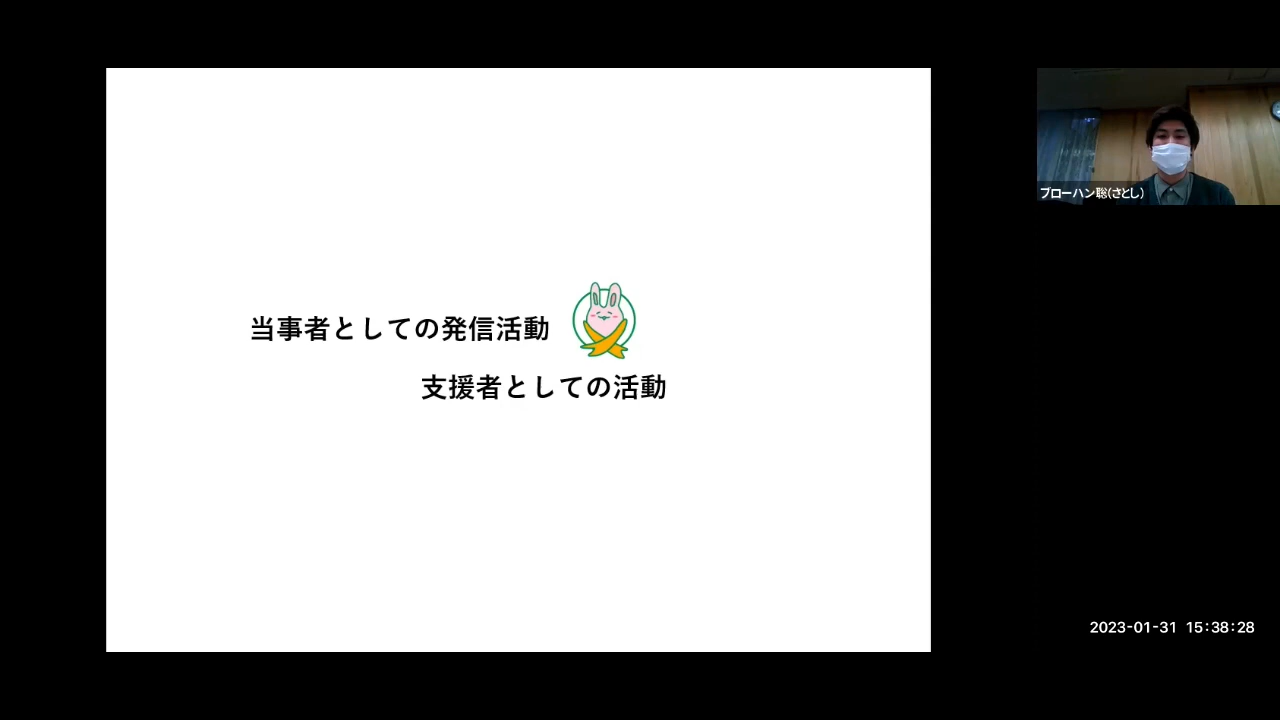 当事者としての発信活動
支援者としての活動
ブローハン聡(さとし)
2023-01-31 15:38:28